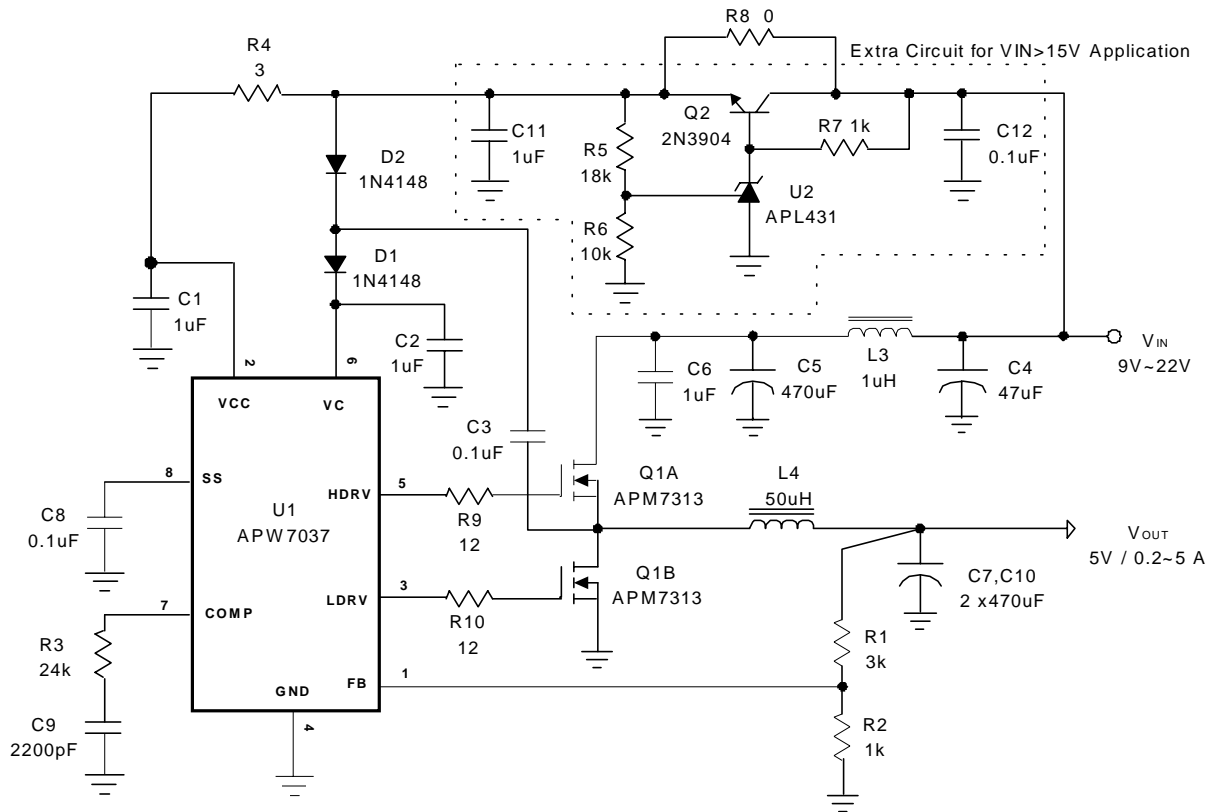 R8 0
Extra Circuit for VIN>15V Application
R4
3
Q2
2N3904
R7 1k
C12
0.1uF
C11
1uF
R5
18k
D2
1N4148
U2
APL431
R6
10k
D1
1N4148
C1
1uF
C2
1uF
C6
1uF
C5
470uF
L3
1uH
C4
47uF
VIN
9V~22V
2
6
VCC
VC
C3
0.1uF
8
SS
HDRV
5
R9
12
Q1A
APM7313
L4
50uH
U1
APW7037
C8
0.1uF
VOUT
5V / 0.2~5 A
7
COMP
LDRV
3
R10
12
Q1B
APM7313
C7,C10
2 x470uF
R3
24k
R1
3k
GND
FB
1
4
C9
2200pF
R2
1k